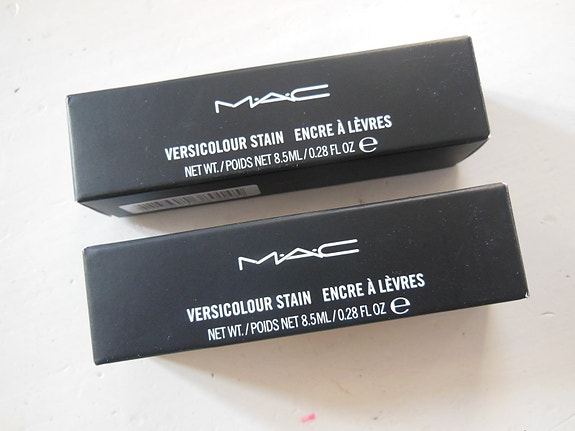 M·A·C
VERSICOLOUR STAIN ENCRE À LÈVRES
NET WT./POIDS NET 8.5ML/0.28 FL OZ ℮
M·A·C
VERSICOLOUR STAIN ENCRE À LÈVRES
NET WT./POIDS NET 8.5ML/0.28 FL OZ ℮